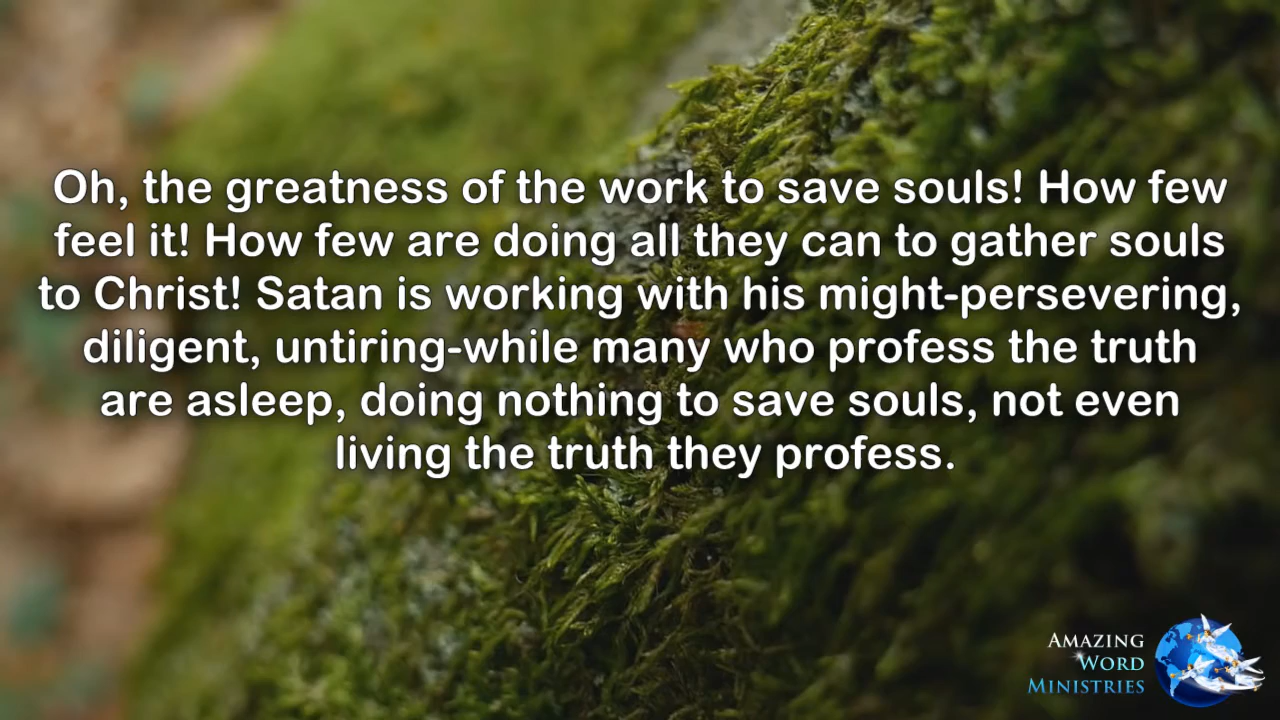 Oh, the greatness of the work to save souls! How few
feel it! How few are doing all they can to gather souls
to Christ! Satan is working with his might-persevering,
diligent, untiring-while many who profess the truth
are asleep, doing nothing to save souls, not even
living the truth they profess.
Amazing
Word
Ministries